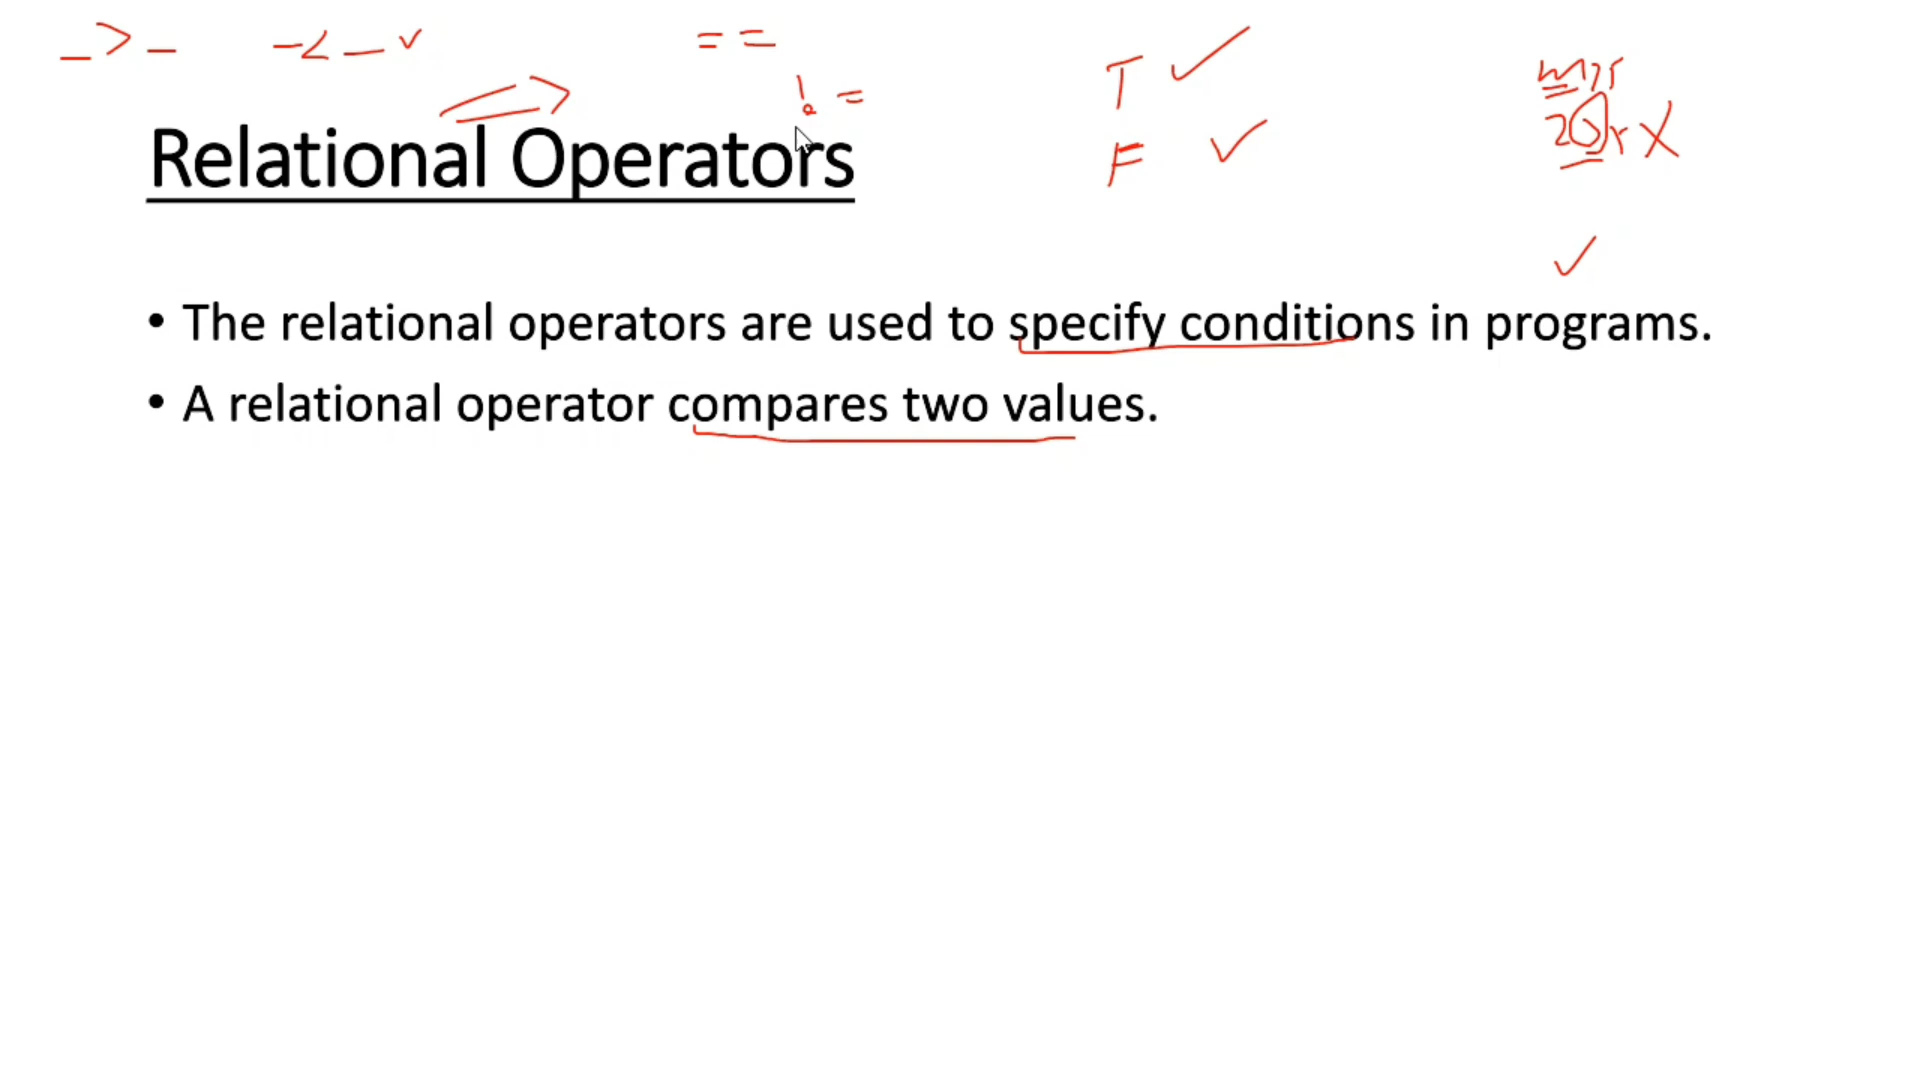 _ > _ - < _ ✓ = =
! =
T ✓
F ✓
Relational Operators
• The relational operators are used to specify conditions in programs.
• A relational operator compares two values.